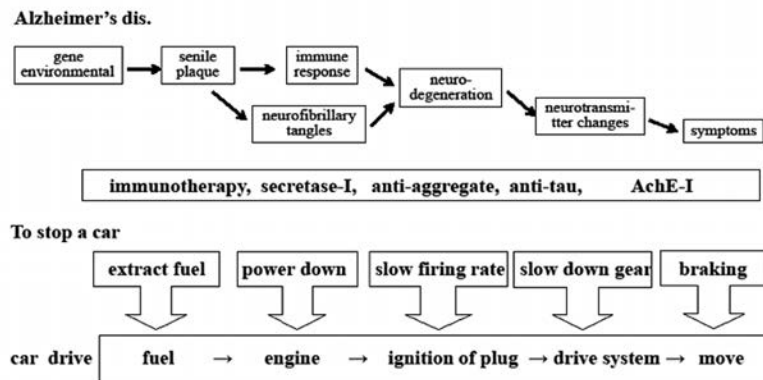 Alzheimer's dis.
gene
environmental
senile
plaque
immune
response
neurofibrillary
tangles
neuro-
degeneration
neurotransmi-
tter changes
symptoms
immunotherapy, secretase-I, anti-aggregate, anti-tau, AchE-I
To stop a car
extract fuel
power down
slow firing rate
slow down gear
braking
car drive fuel → engine → ignition of plug → drive system → move